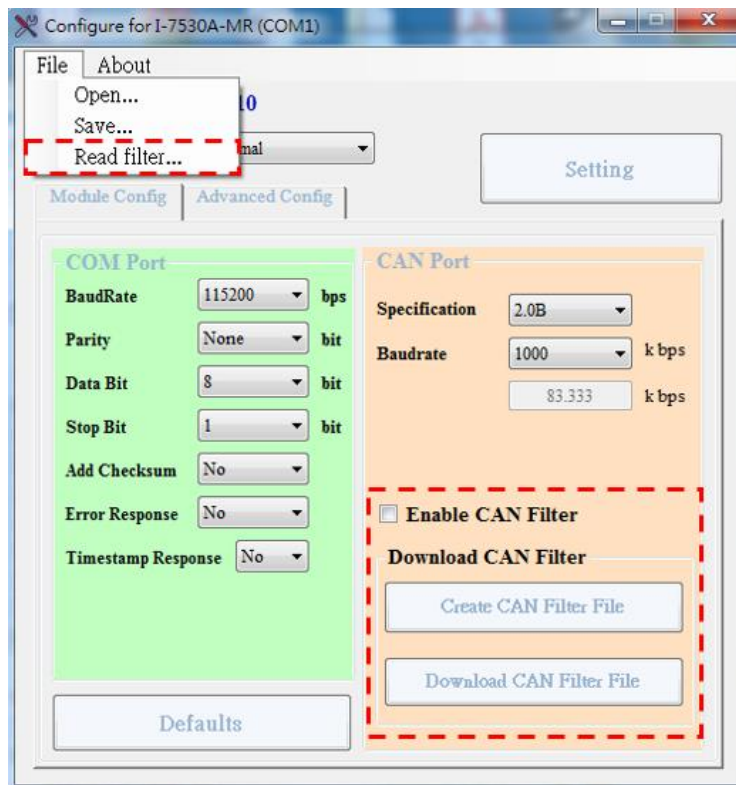 Configure for I-7530A-MR (COM1)
File About
Open...
Save...
Read filter...
10
mal
Setting
Module Config Advanced Config
COM Port
BaudRate 115200 bps
Parity None bit
Data Bit 8 bit
Stop Bit 1 bit
Add Checksum No
Error Response No
Timestamp Response No
Defaults
CAN Port
Specification 2.0B
Baudrate 1000 k bps
83.333 k bps
Enable CAN Filter
Download CAN Filter
Create CAN Filter File
Download CAN Filter File